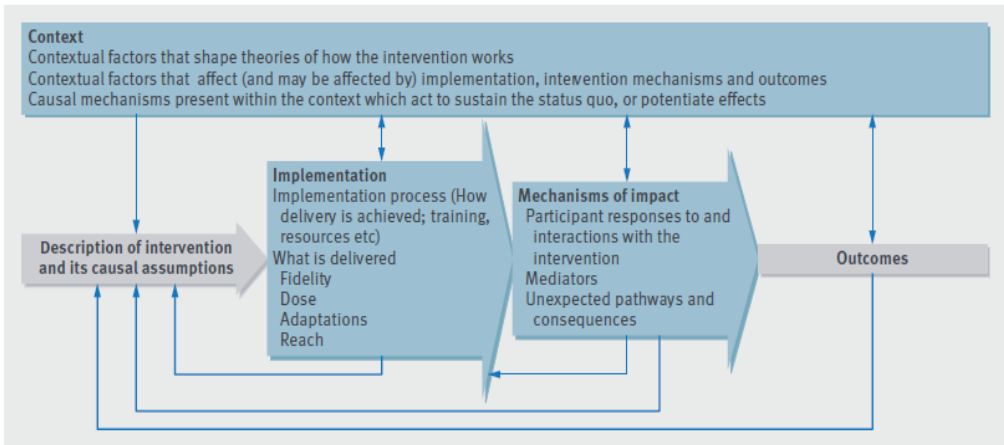 Context
Contextual factors that shape theories of how the intervention works
Contextual factors that affect (and may be affected by) implementation, intervention mechanisms and outcomes
Causal mechanisms present within the context which act to sustain the status quo, or potentiate effects
Description of intervention
and its causal assumptions
Implementation
Implementation process (How
delivery is achieved; training,
resources etc)
What is delivered
Fidelity
Dose
Adaptations
Reach
Mechanisms of impact
Participant responses to and
interactions with the
intervention
Mediators
Unexpected pathways and
consequences
Outcomes